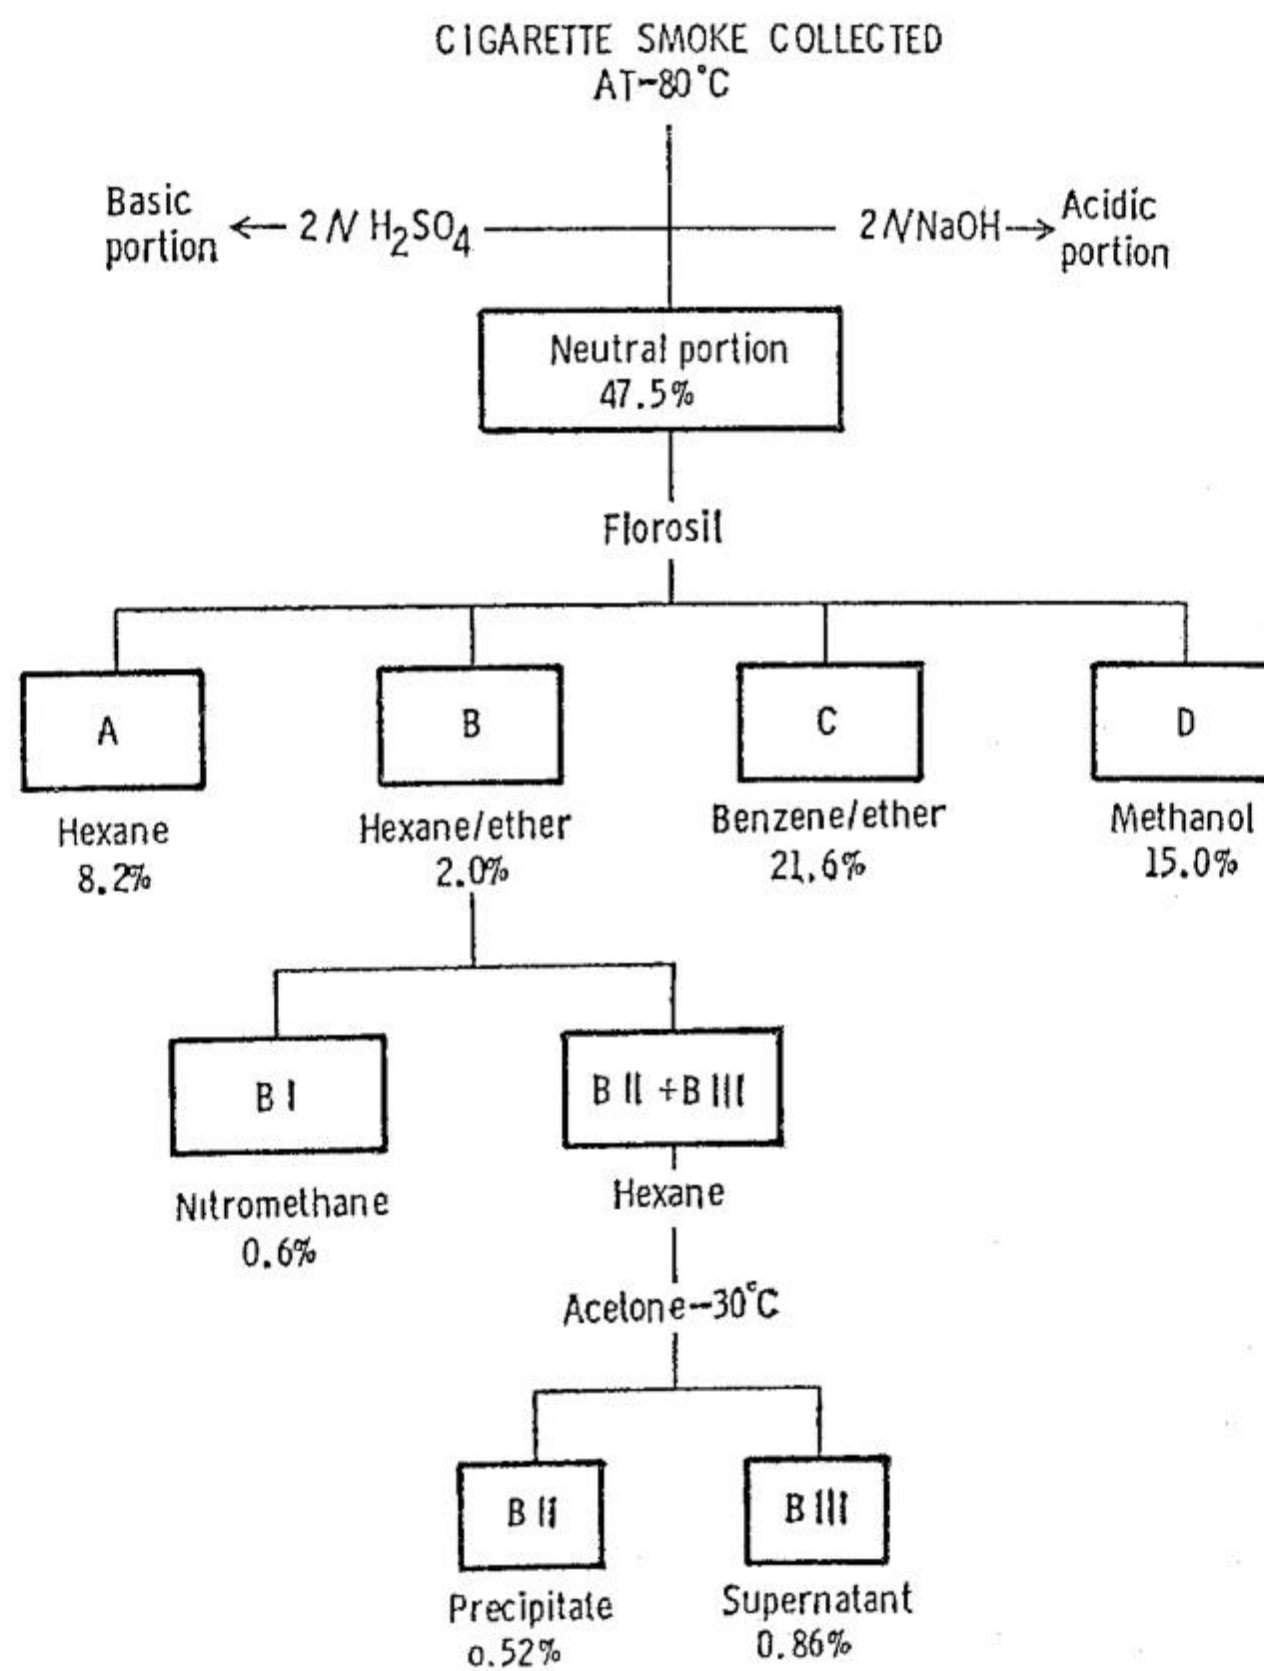 CIGARETTE SMOKE COLLECTED
AT-80°C
Basic
portion
2N H2SO4
2N NaOH
Acidic
portion
Neutral portion
47.5%
Florosil
A
B
C
D
Hexane
8.2%
Hexane/ether
2.0%
Benzene/ether
21.6%
Methanol
15.0%
B I
B II + B III
Nitromethane
0.6%
Hexane
Acetone-30°C
B II
B III
Precipitate
0.52%
Supernatant
0.86%